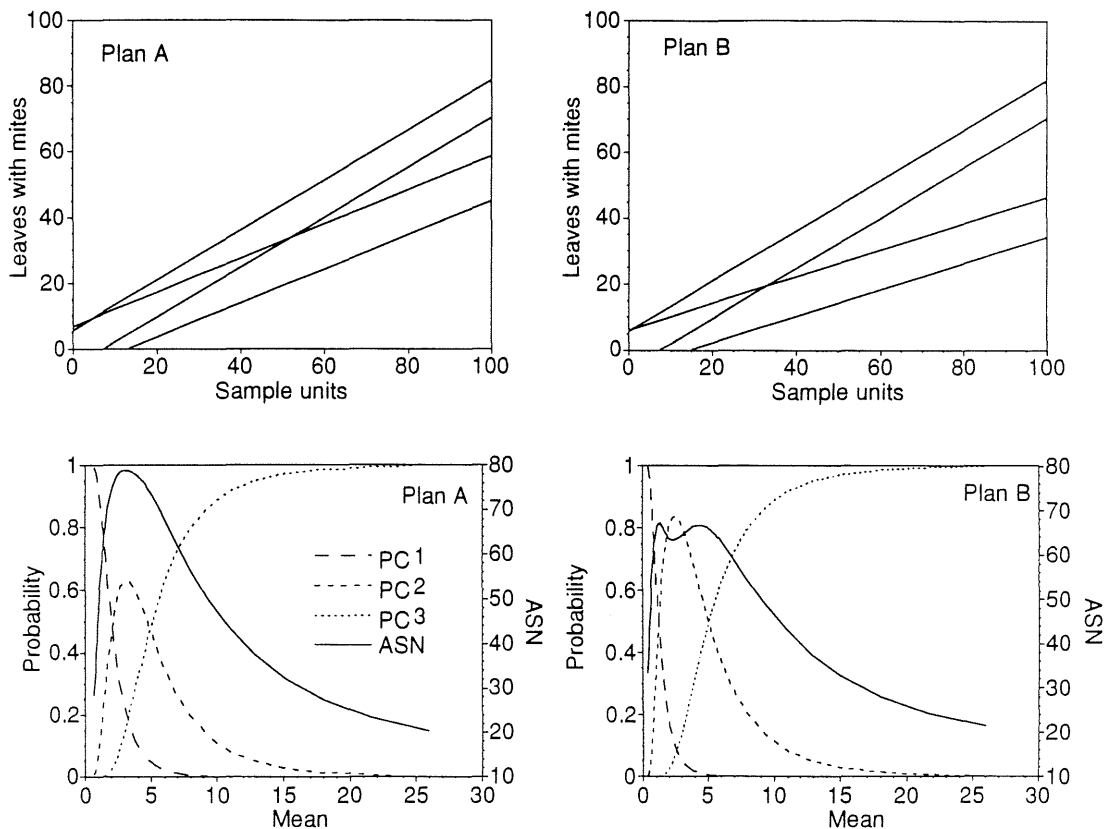 Plan A
Leaves with mites
100
80
60
40
20
0
0 20 40 60 80 100
Sample units
Plan B
Leaves with mites
100
80
60
40
20
0
0 20 40 60 80 100
Sample units
Plan A
Probability
1
0.8
0.6
0.4
0.2
0
PC1
PC2
PC3
ASN
80
70
60
50
40
30
20
10
ASN
0 5 10 15 20 25 30
Mean
Plan B
Probability
1
0.8
0.6
0.4
0.2
0
80
70
60
50
40
30
20
10
ASN
0 5 10 15 20 25 30
Mean